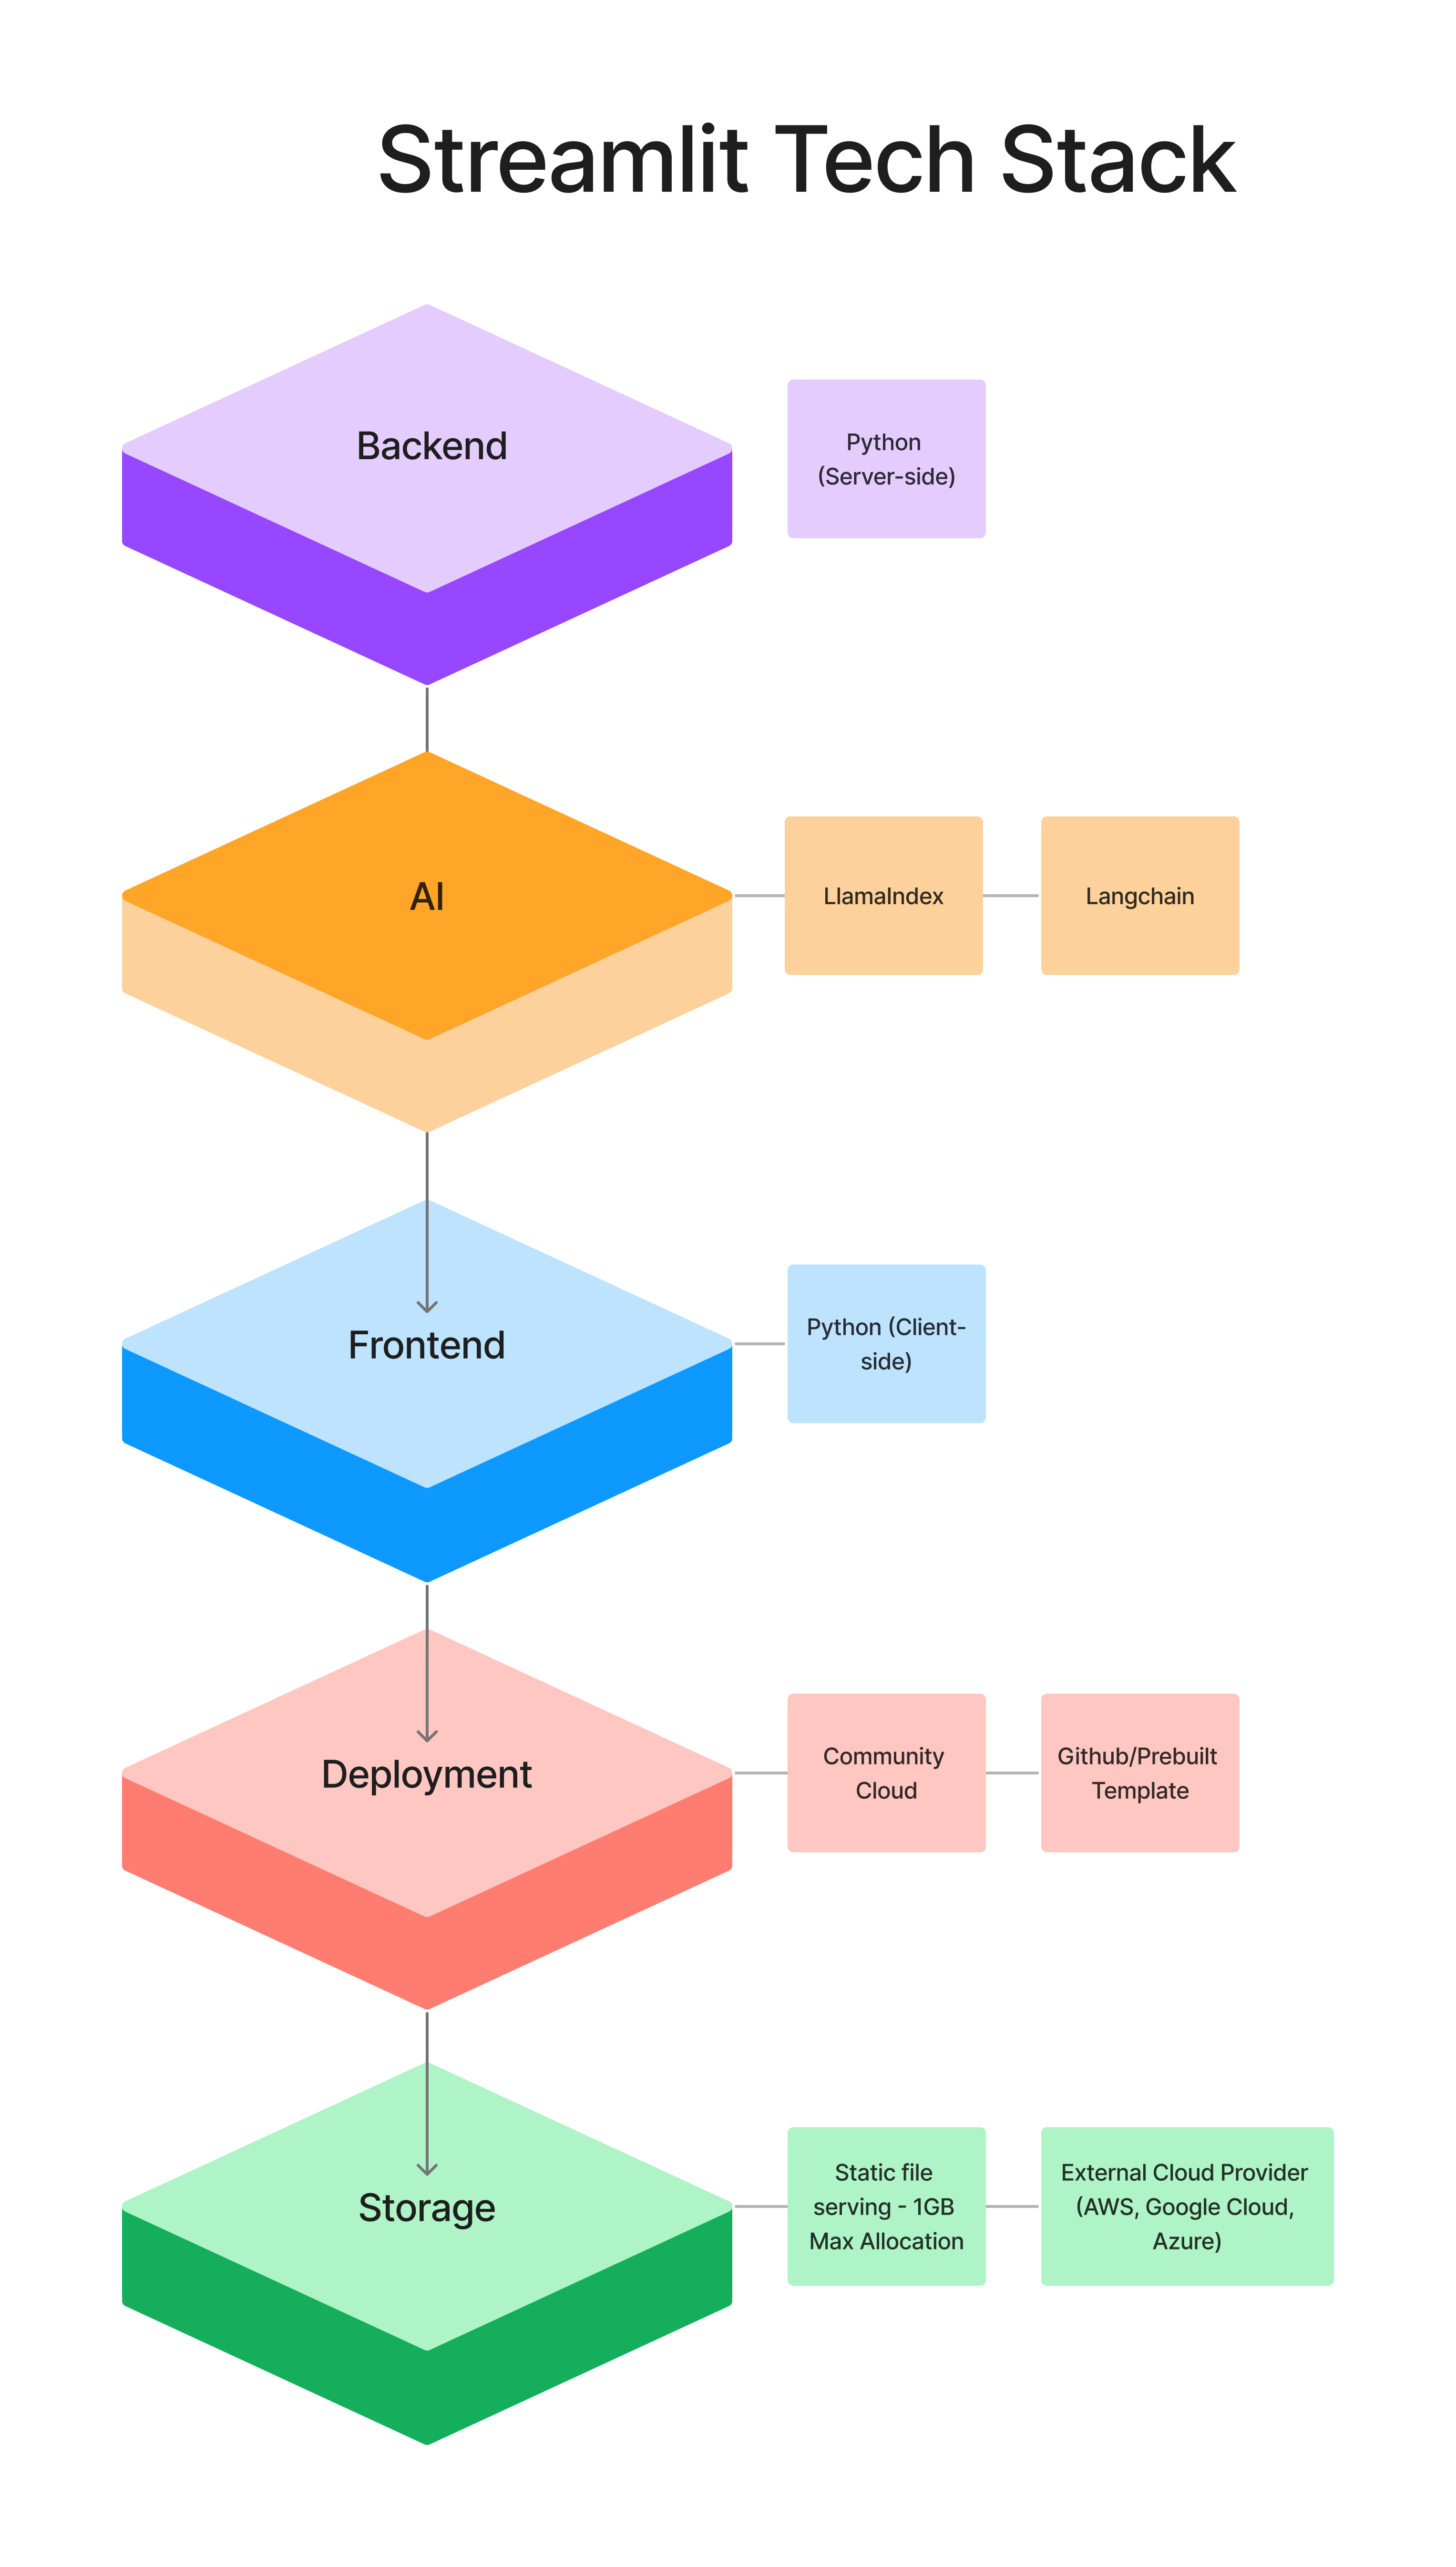 Streamlit Tech Stack
Backend
Python
(Server-side)
AI
LlamaIndex
Langchain
Frontend
Python (Client-
side)
Deployment
Community
Cloud
Github/Prebuilt
Template
Storage
Static file
serving - 1GB
Max Allocation
External Cloud Provider
(AWS, Google Cloud,
Azure)